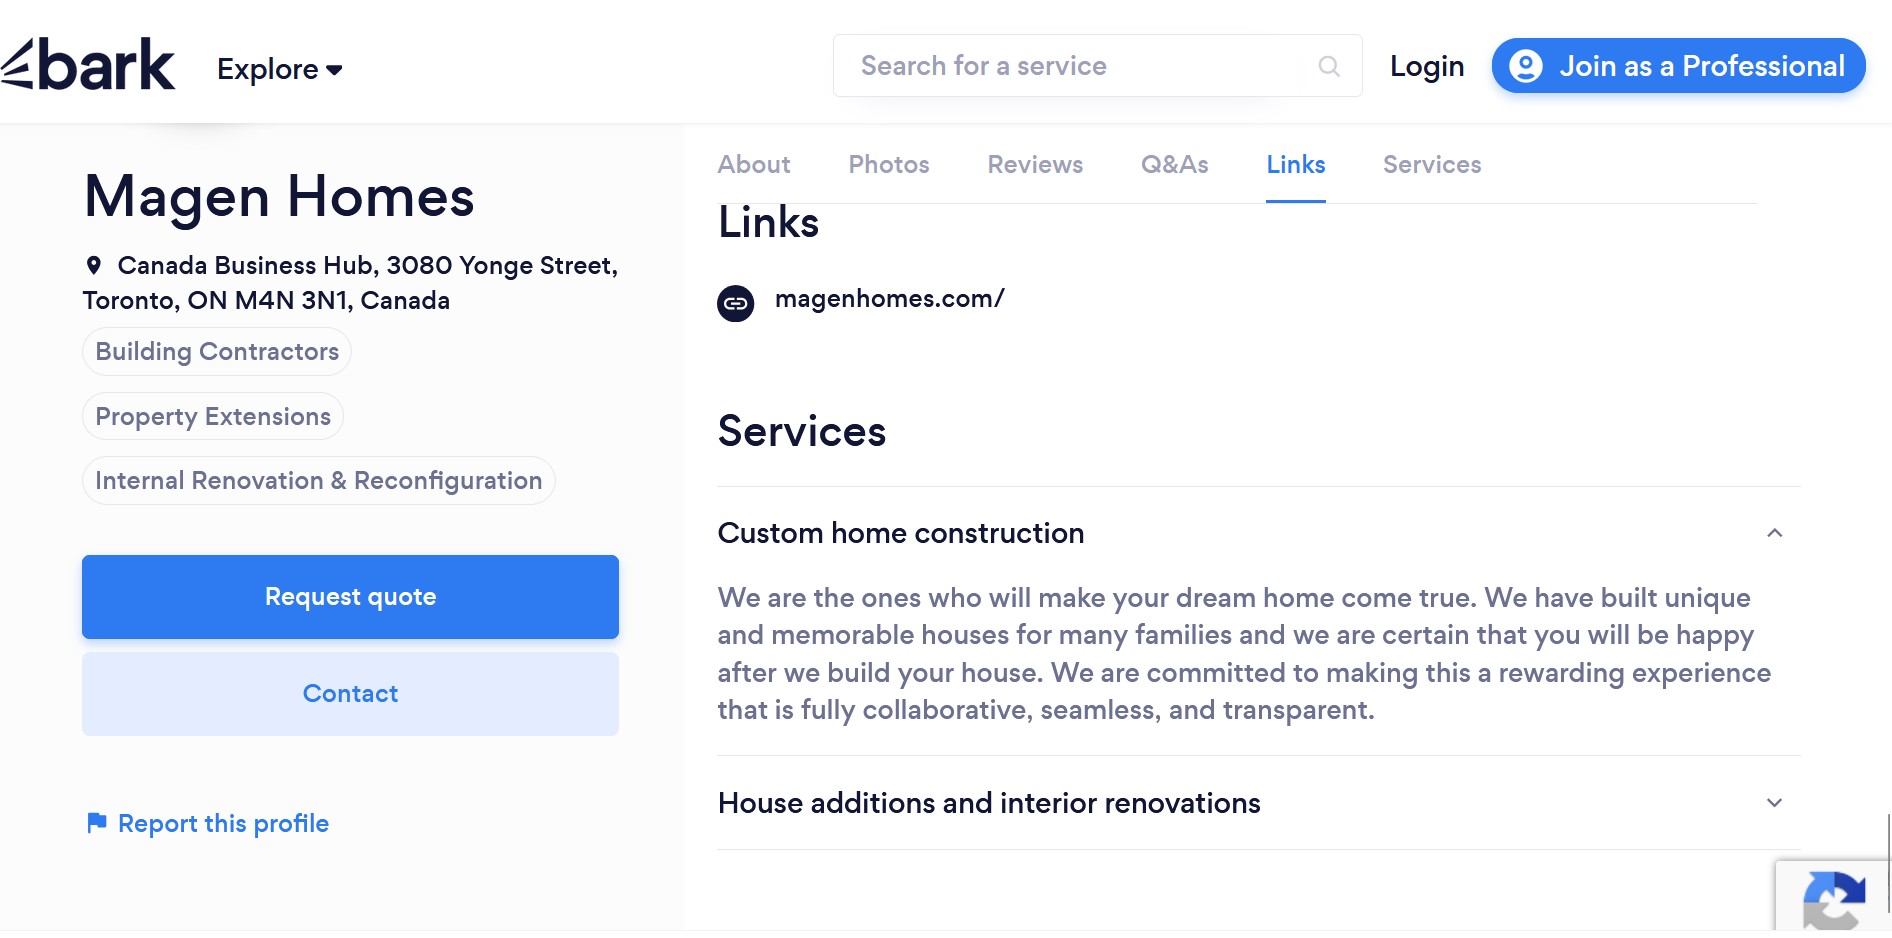 bark
Explore
Search for a service
Login
Join as a Professional
Magen Homes
Canada Business Hub, 3080 Yonge Street,
Toronto, ON M4N 3N1, Canada
Building Contractors
Property Extensions
Internal Renovation & Reconfiguration
Request quote
Contact
Report this profile
About
Photos
Reviews
Q&As
Links
Services
Links
magenhomes.com/
Services
Custom home construction
We are the ones who will make your dream home come true. We have built unique
and memorable houses for many families and we are certain that you will be happy
after we build your house. We are committed to making this a rewarding experience
that is fully collaborative, seamless, and transparent.
House additions and interior renovations